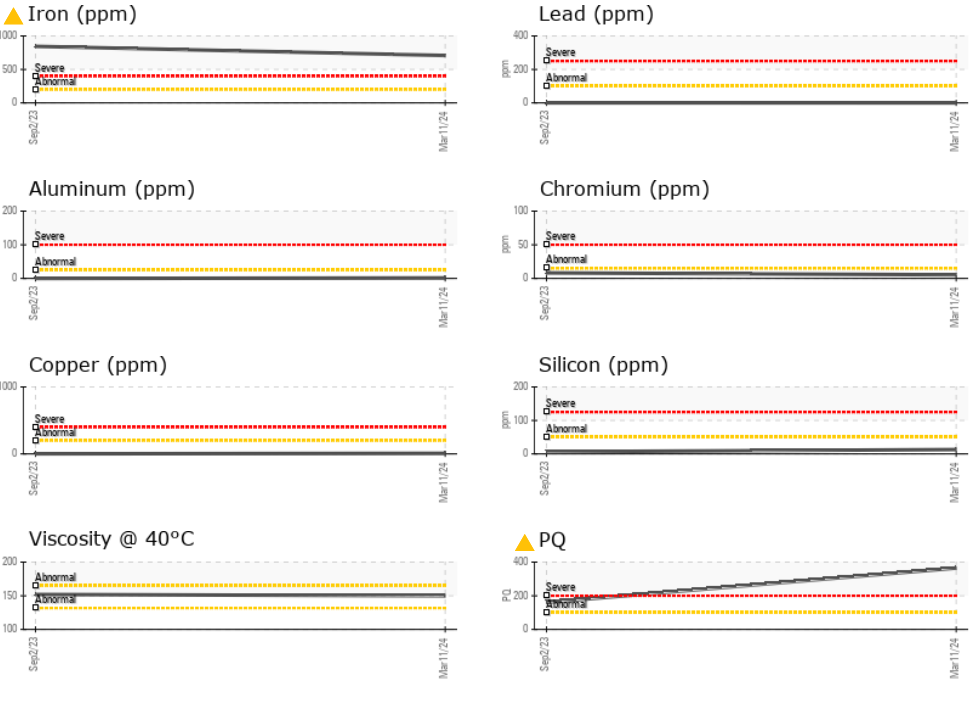 Iron (ppm)
1000
500
0
Severe
Abnormal
Sep2/23
Mar11/24
Lead (ppm)
ppm
400
200
0
Severe
Abnormal
Sep2/23
Mar11/24
Aluminum (ppm)
200
100
0
Severe
Abnormal
Sep2/23
Mar11/24
Chromium (ppm)
ppm
100
50
0
Severe
Abnormal
Sep2/23
Mar11/24
Copper (ppm)
1000
0
Severe
Abnormal
Sep2/23
Mar11/24
Silicon (ppm)
ppm
200
100
0
Severe
Abnormal
Sep2/23
Mar11/24
Viscosity @ 40°C
200
150
100
Abnormal
Abnormal
Sep2/23
Mar11/24
PQ
PQ
400
200
0
Severe
Abnormal
Sep2/23
Mar11/24